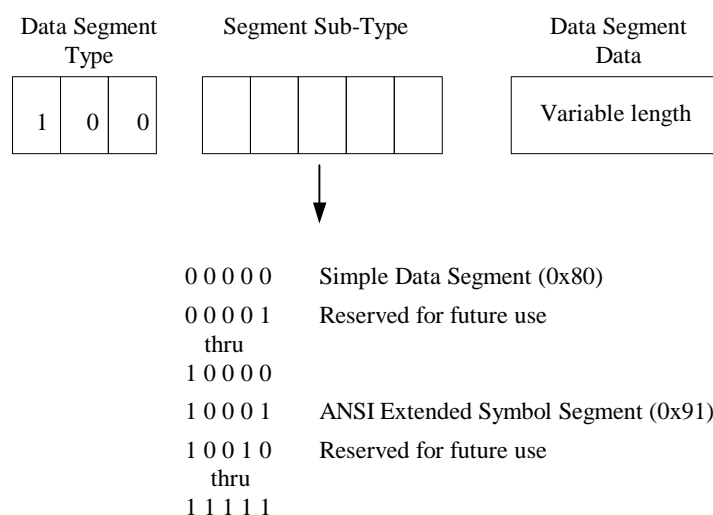 Data Segment Type
Segment Sub-Type
Data Segment Data
1 0 0
Variable length
0 0 0 0 0 Simple Data Segment (0x80)
0 0 0 0 1 Reserved for future use
thru
1 0 0 0 0
1 0 0 0 1 ANSI Extended Symbol Segment (0x91)
1 0 0 1 0 Reserved for future use
thru
1 1 1 1 1